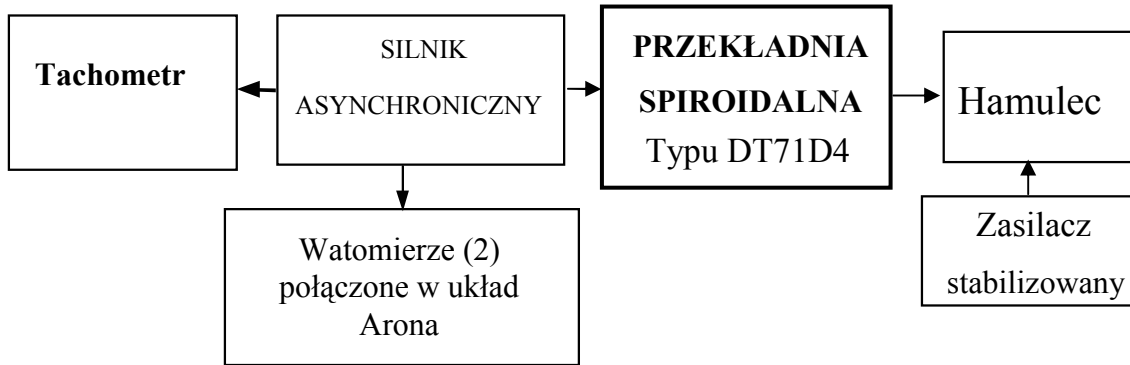 Tachometr
SILNIK
ASYNCHRONICZNY
PRZEKŁADNIA
SPIROIDALNA
Typu DT71D4
Hamulec
Watomierze (2)
połączone w układ
Arona
Zasilacz
stabilizowany